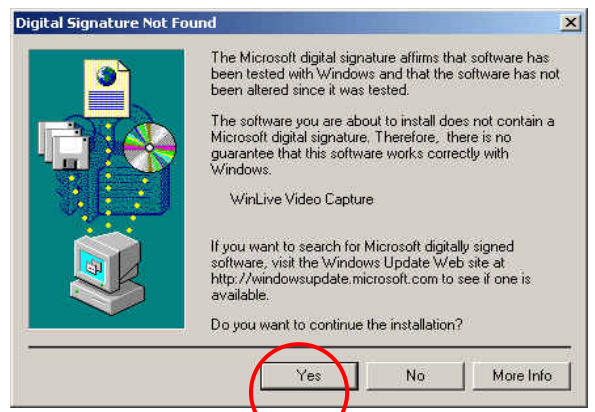 Digital Signature Not Found
The Microsoft digital signature affirms that software has
been tested with Windows and that the software has not
been altered since it was tested.
The software you are about to install does not contain a
Microsoft digital signature. Therefore,  there is no
guarantee that this software works correctly with
Windows.
WinLive Video Capture
If you want to search for Microsoft digitally signed
software, visit the Windows Update Web site at
http://windowsupdate.microsoft.com to see if one is
available.
Do you want to continue the installation?
Yes No More Info